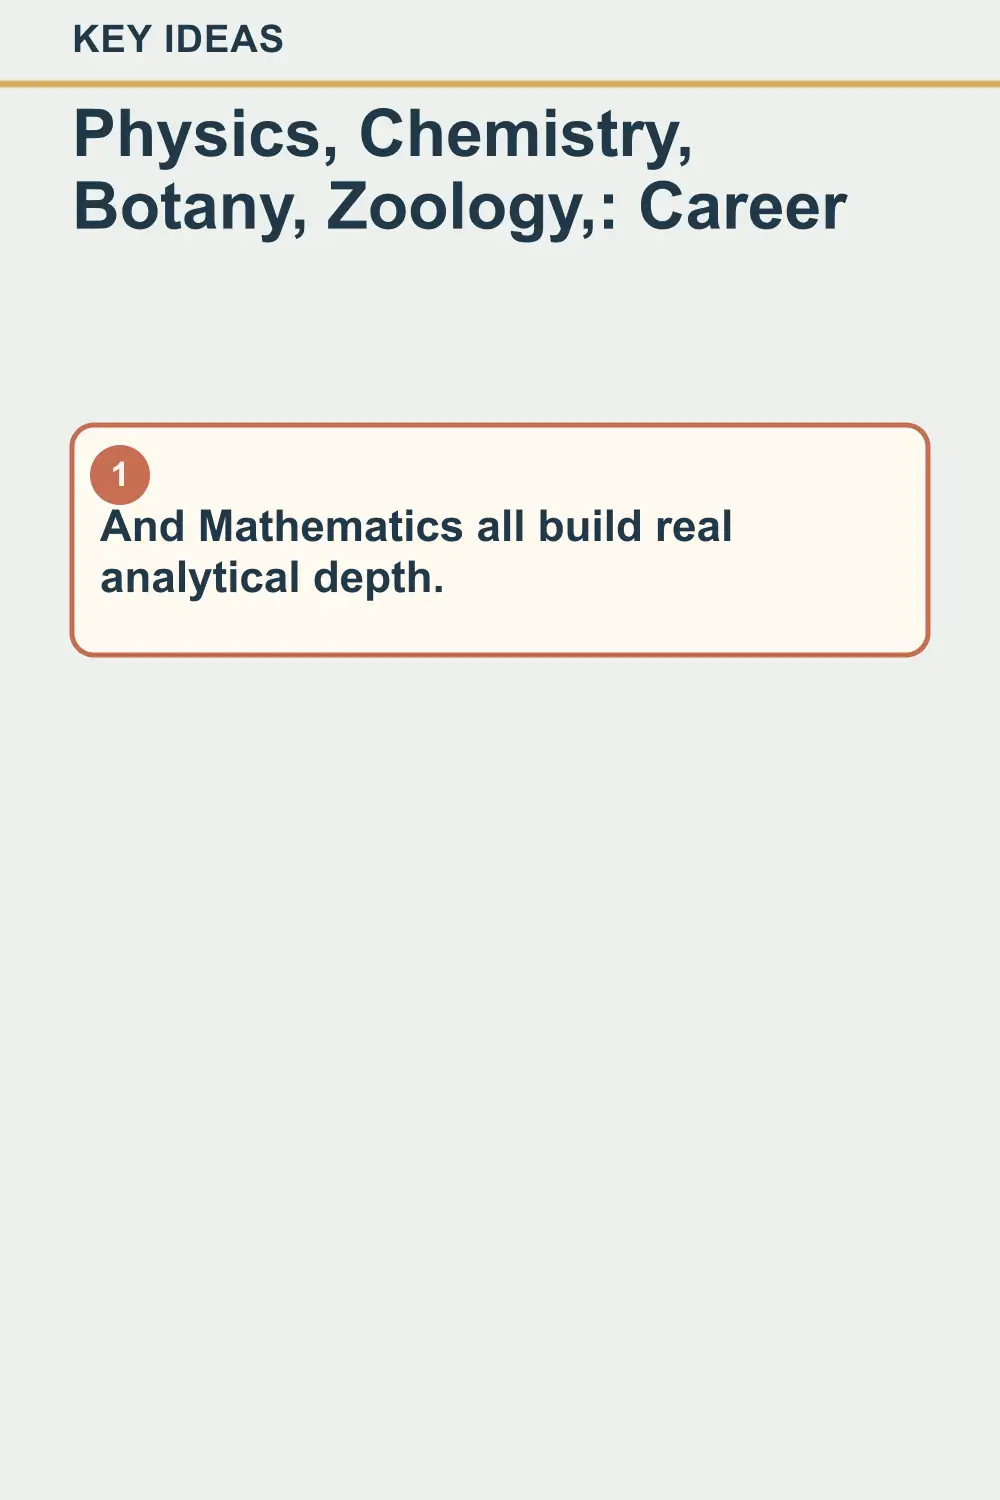 KEY IDEAS
Physics, Chemistry,
Botany, Zoology,: Career
1
And Mathematics all build real
analytical depth.